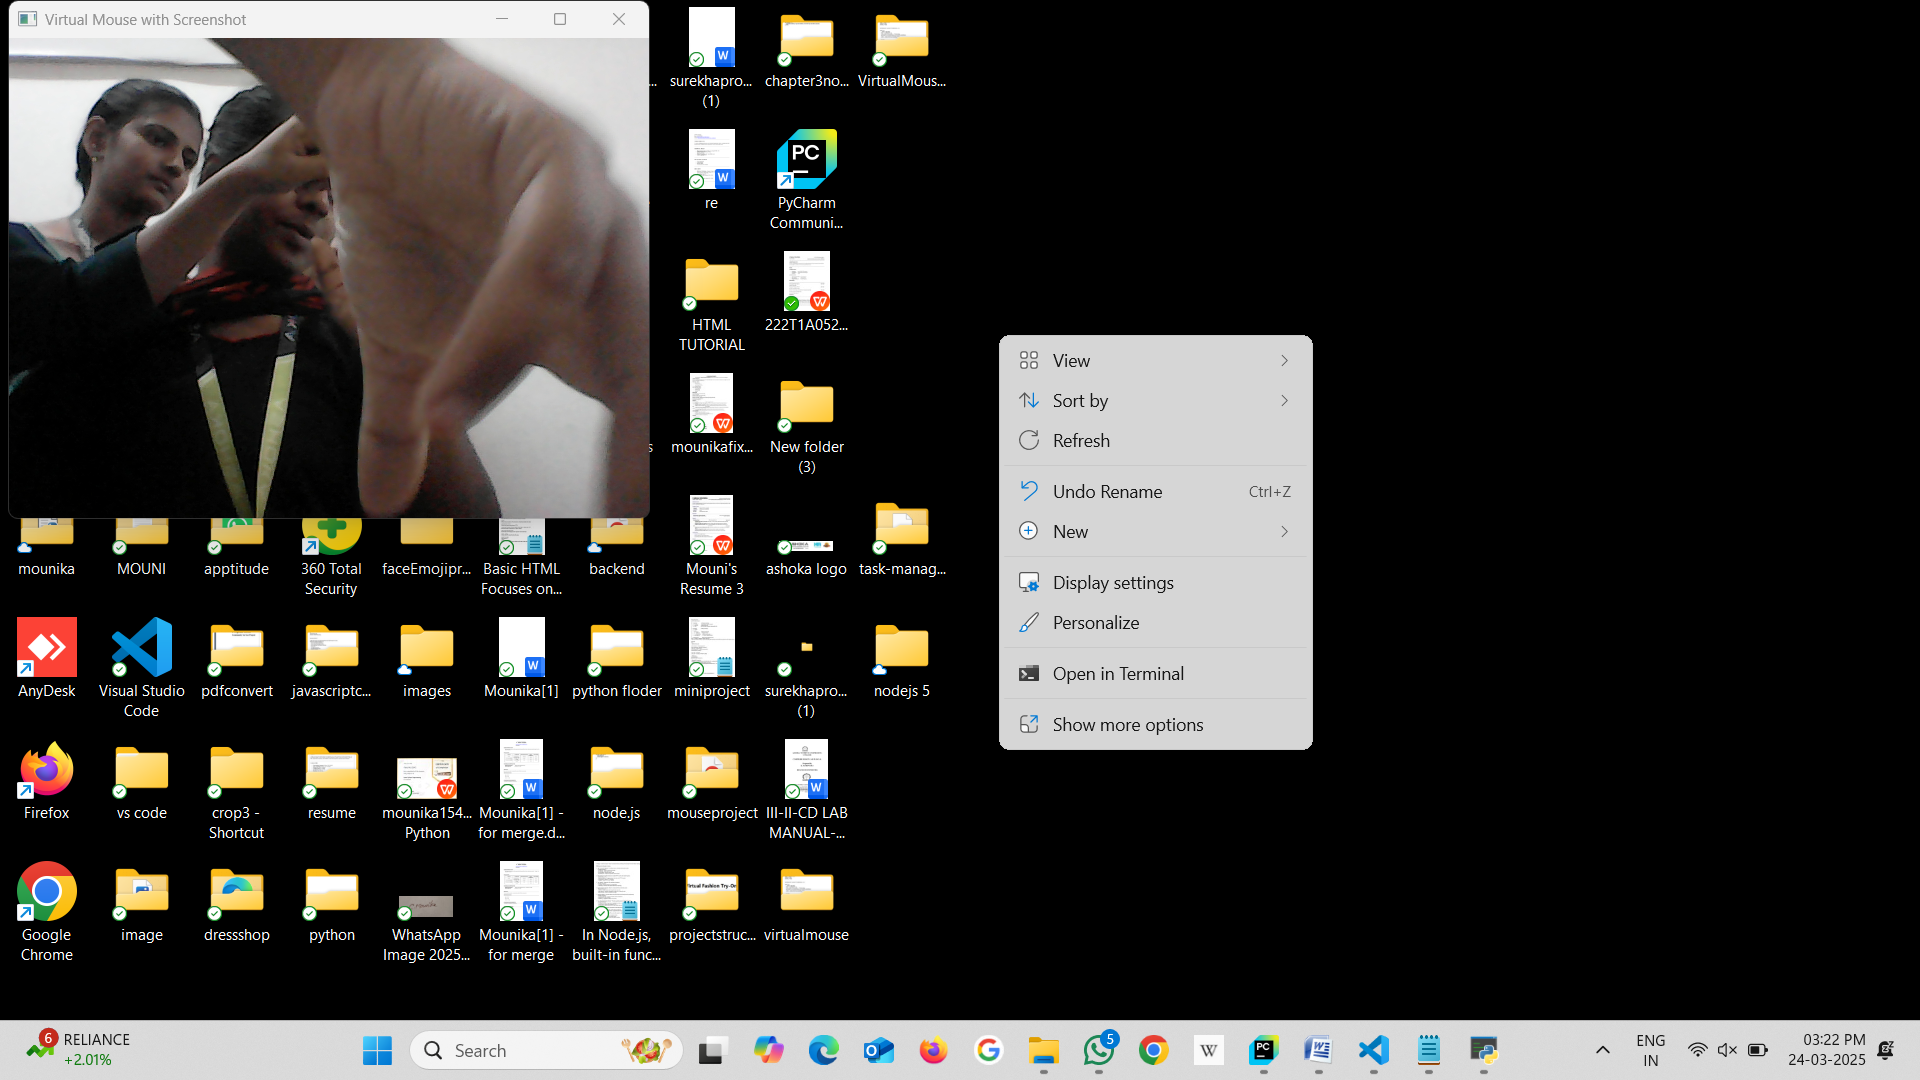 Virtual Mouse with Screenshot
surekhapro...
(1)
chapter3no...
VirtualMous...
re
PyCharm
Communi...
HTML
TUTORIAL
222T1A052...
mounikafix...
New folder
(3)
View
Sort by
Refresh
Undo Rename Ctrl+Z
New
Display settings
Personalize
Open in Terminal
Show more options
mounika
MOUNI
apptitude
360 Total
Security
faceEmojipr...
Basic HTML
Focuses on...
backend
Mouni's
Resume 3
ashoka logo
task-manag...
AnyDesk
Visual Studio
Code
pdfconvert
javascriptc...
images
Mounika[1]
python floder
miniproject
surekhapro...
(1)
nodejs 5
Firefox
vs code
crop3 -
Shortcut
resume
mounika154...
Python
Mounika[1] -
for merge.d...
node.js
mouseproject
III-II-CD LAB
MANUAL-...
Google
Chrome
image
dressshop
python
WhatsApp
Image 2025...
Mounika[1] -
for merge
In Node.js,
built-in func...
projectstruc...
virtualmouse
6
RELIANCE
+2.01%
Search
5
ENG
IN
03:22 PM
24-03-2025